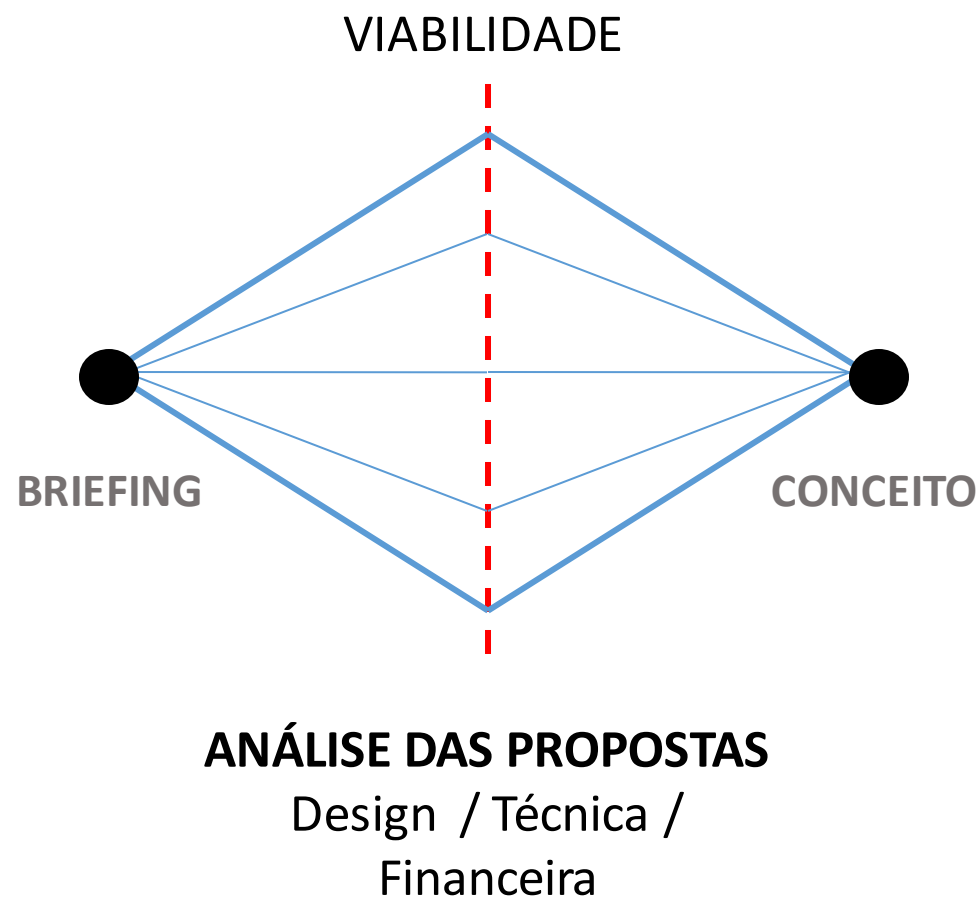 VIABILIDADE
BRIEFING
CONCEITO
ANÁLISE DAS PROPOSTAS
Design / Técnica /
Financeira